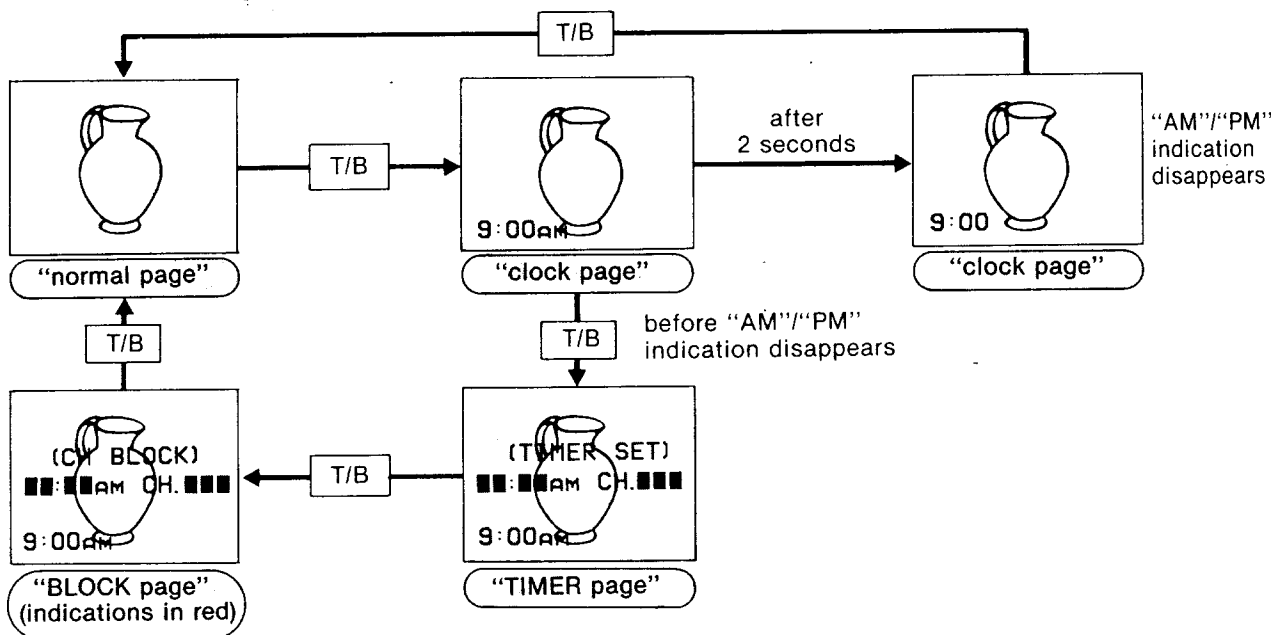 T/B
T/B
after
2 seconds
"AM"/"PM"
indication
disappears
9:00AM
9:00
"normal page"
"clock page"
"clock page"
T/B
T/B
before "AM"/"PM"
indication disappears
(CH BLOCK)
██:██AM CH.███
9:00AM
T/B
(TIMER SET)
██:██AM CH.███
9:00AM
"BLOCK page"
(indications in red)
"TIMER page"